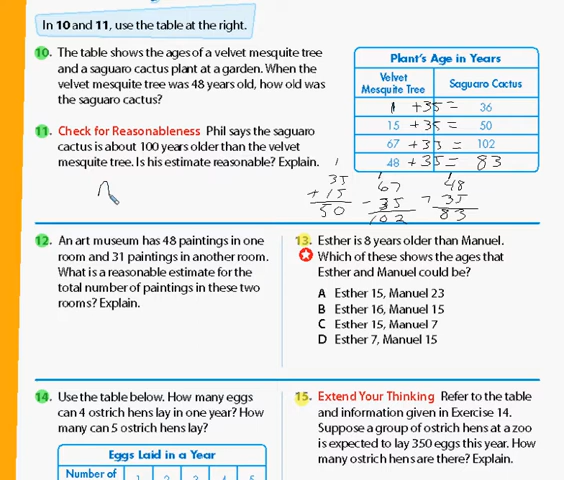 In 10 and 11, use the table at the right.
10. The table shows the ages of a velvet mesquite tree
and a saguaro cactus plant at a garden. When the
velvet mesquite tree was 48 years old, how old was
the saguaro cactus?
Plant's Age in Years
Velvet
Mesquite Tree
Saguaro Cactus
1 +35 = 36
15 +35 = 50
67 +35 = 102
48 +35 = 83
11. Check for Reasonableness Phil says the saguaro
cactus is about 100 years older than the velvet
mesquite tree. Is his estimate reasonable? Explain.
1
35
+15
50
1
67
- 35
102
1
48
+ 35
83
12. An art museum has 48 paintings in one
room and 31 paintings in another room.
What is a reasonable estimate for the
total number of paintings in these two
rooms? Explain.
13. Esther is 8 years older than Manuel.
Which of these shows the ages that
Esther and Manuel could be?
A Esther 15, Manuel 23
B Esther 16, Manuel 15
C Esther 15, Manuel 7
D Esther 7, Manuel 15
14. Use the table below. How many eggs
can 4 ostrich hens lay in one year? How
many can 5 ostrich hens lay?
Eggs Laid in a Year
Number of 1 2 3 4 5
15. Extend Your Thinking Refer to the table
and information given in Exercise 14.
Suppose a group of ostrich hens at a zoo
is expected to lay 350 eggs this year. How
many ostrich hens are there? Explain.